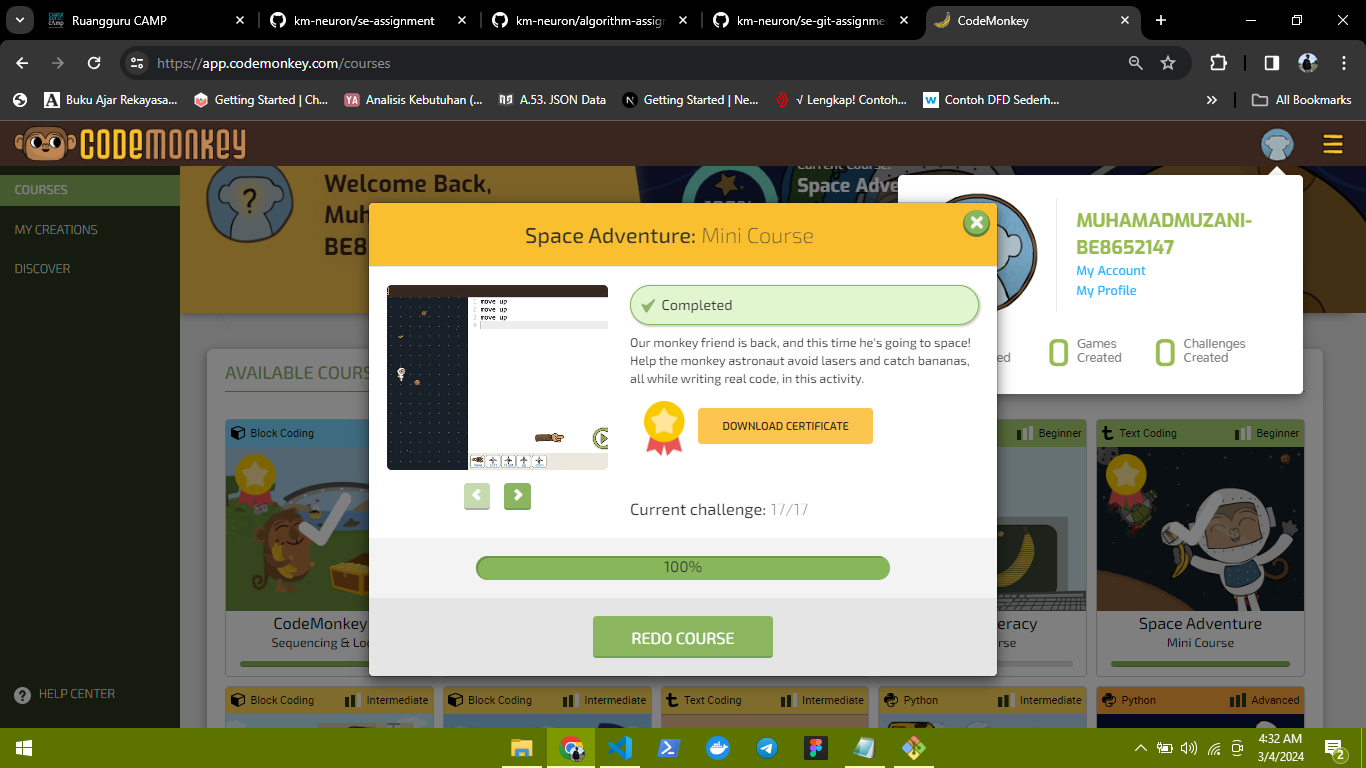 Ruangguru CAMP
km-neuron/se-assignment
km-neuron/algorithm-assig
km-neuron/se-git-assignme
CodeMonkey
https://app.codemonkey.com/courses
Buku Ajar Rekayasa...
Getting Started | Ch...
YA Analisis Kebutuhan (...
A.53. JSON Data
Getting Started | Ne...
√ Lengkap! Contoh...
W Contoh DFD Sederh...
All Bookmarks
CODEMONKEY
COURSES
MY CREATIONS
DISCOVER
HELP CENTER
Welcome Back,
Muh
BE8
Current Course:
Space Adve
100%
MUHAMADMUZANI-
BE8652147
My Account
My Profile
ed
0 Games
Created
0 Challenges
Created
AVAILABLE COURS
Space Adventure: Mini Course
1 move up
2 move up
3 move up
4
Completed
Our monkey friend is back, and this time he's going to space!
Help the monkey astronaut avoid lasers and catch bananas,
all while writing real code, in this activity.
DOWNLOAD CERTIFICATE
Current challenge: 17/17
100%
REDO COURSE
Block Coding
CodeMonkey
Sequencing & Loo
Beginner
eracy
rse
Text Coding
Beginner
Space Adventure
Mini Course
Block Coding
Intermediate
Block Coding
Intermediate
Text Coding
Intermediate
Python
Intermediate
Python
Advanced
4:32 AM
3/4/2024
2